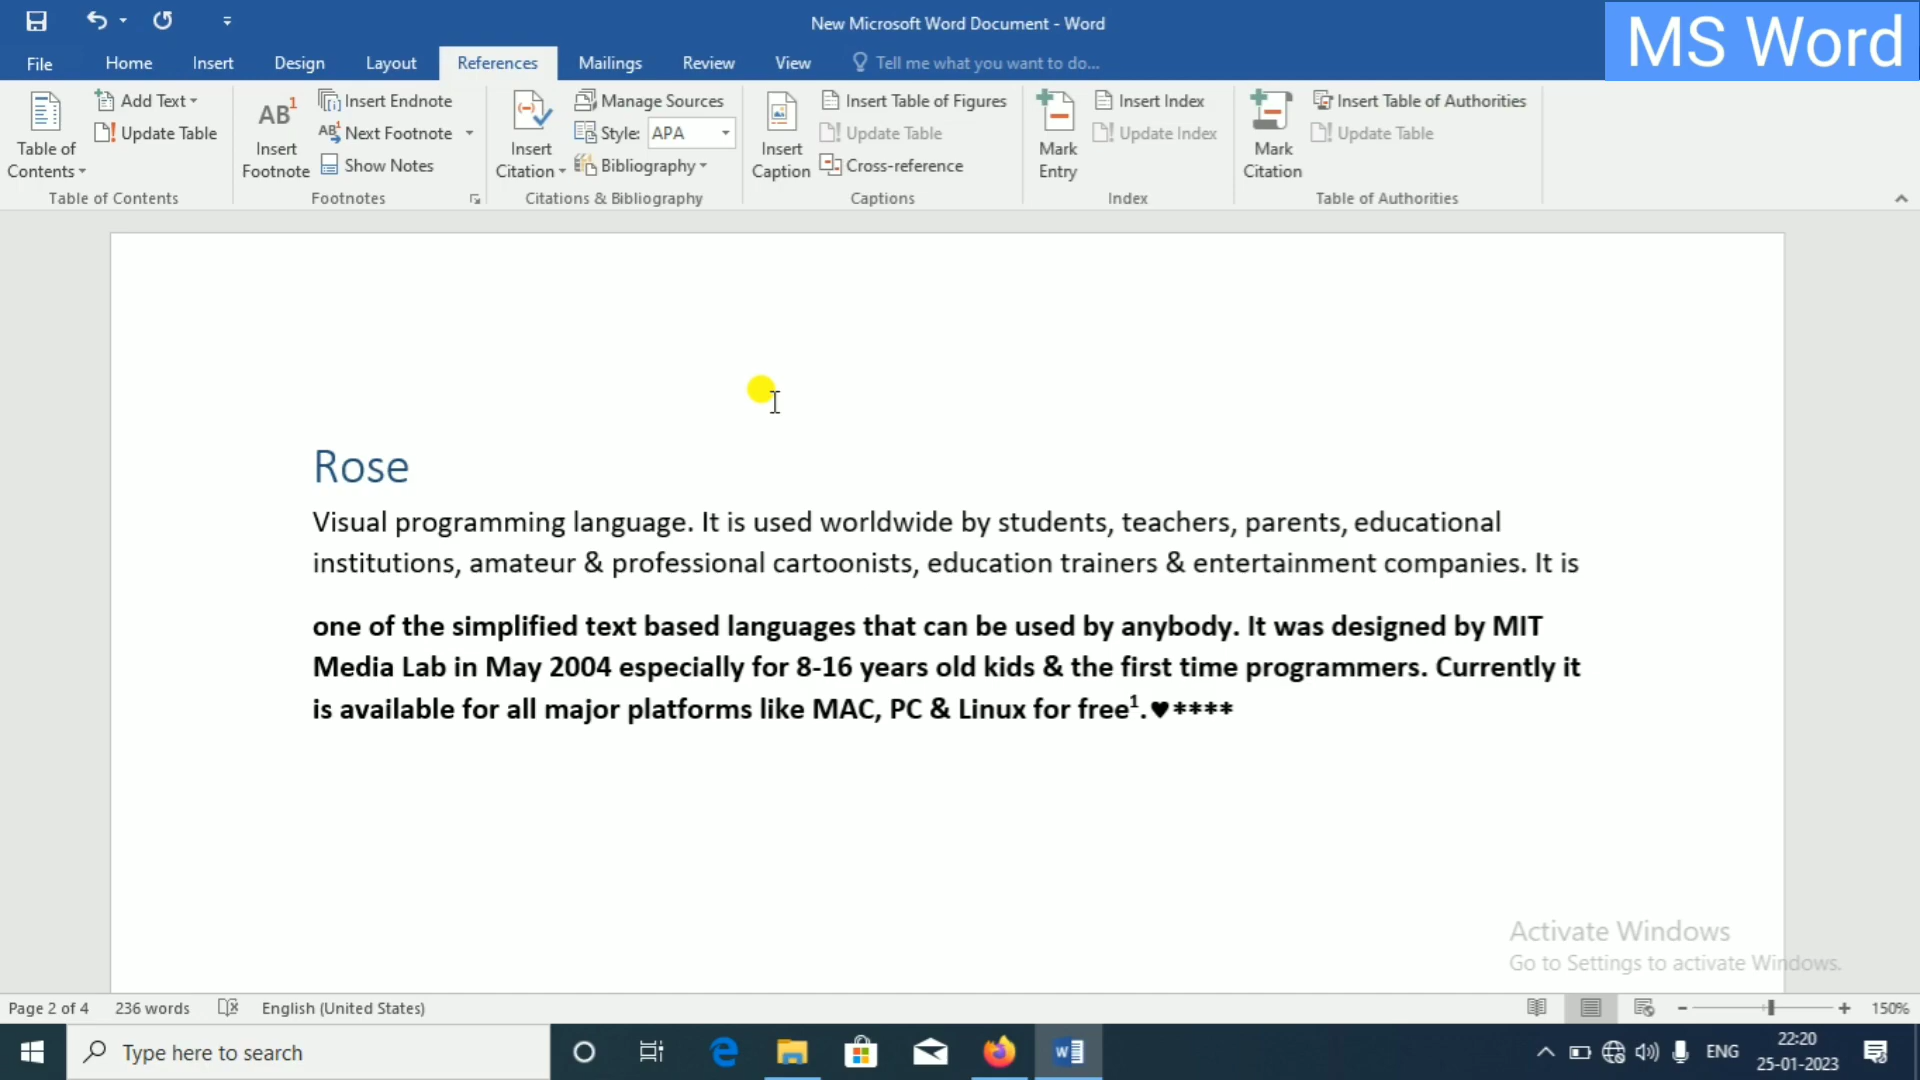 New Microsoft Word Document - Word
MS Word
File Home Insert Design Layout References Mailings Review View Tell me what you want to do...
Table of Contents
Add Text
Update Table
Table of Contents
AB1
Insert Footnote
Insert Endnote
AB1 Next Footnote
Show Notes
Footnotes
Insert Citation
Manage Sources
Style: APA
Bibliography
Citations & Bibliography
Insert Caption
Insert Table of Figures
Update Table
Cross-reference
Captions
Mark Entry
Insert Index
Update Index
Index
Mark Citation
Insert Table of Authorities
Update Table
Table of Authorities
Rose
Visual programming language. It is used worldwide by students, teachers, parents, educational
institutions, amateur & professional cartoonists, education trainers & entertainment companies. It is
one of the simplified text based languages that can be used by anybody. It was designed by MIT
Media Lab in May 2004 especially for 8-16 years old kids & the first time programmers. Currently it
is available for all major platforms like MAC, PC & Linux for free¹.♥****
Activate Windows
Go to Settings to activate Windows.
Page 2 of 4 236 words English (United States) 150%
Type here to search
ENG
22:20
25-01-2023